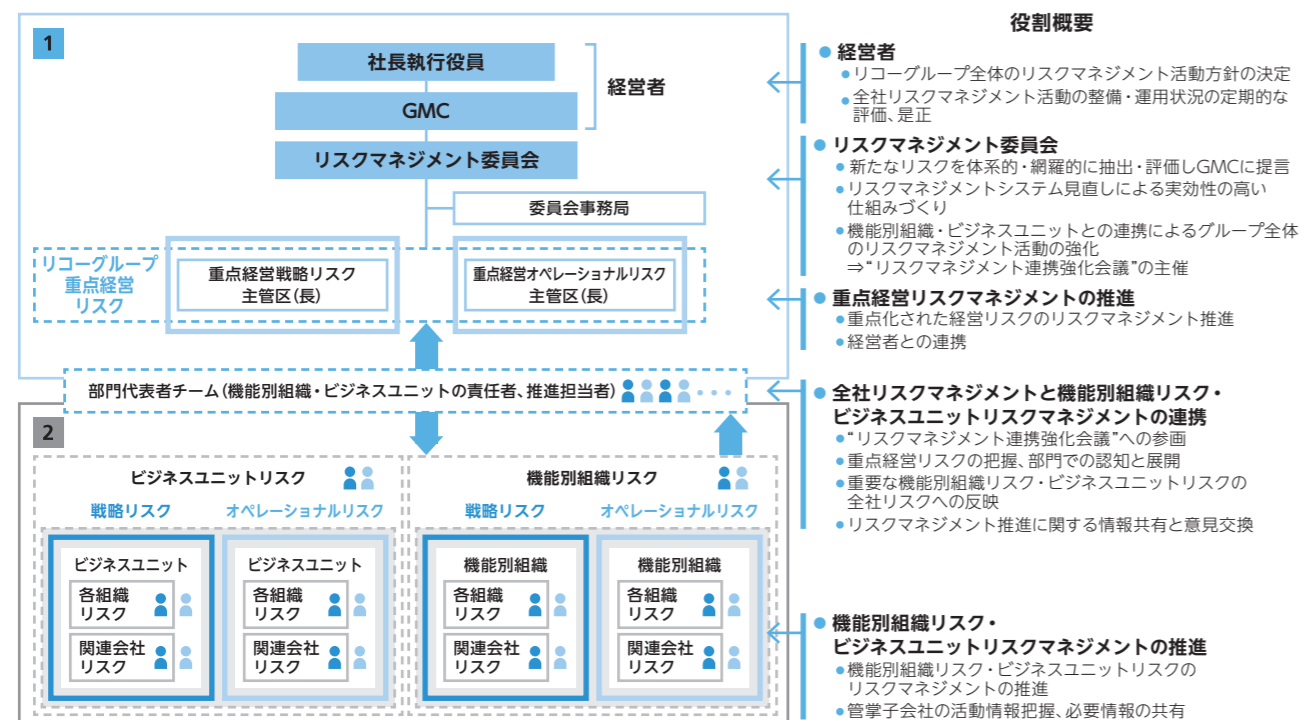 1
社長執行役員
GMC
経営者
リスクマネジメント委員会
委員会事務局
リコーグループ
重点経営
リスク
重点経営戦略リスク
主管区(長)
重点経営オペレーショナルリスク
主管区(長)
部門代表者チーム(機能別組織・ビジネスユニットの責任者、推進担当者)
・・・
2
ビジネスユニットリスク
戦略リスク
オペレーショナルリスク
ビジネスユニット
各組織
リスク
関連会社
リスク
ビジネスユニット
各組織
リスク
関連会社
リスク
機能別組織リスク
戦略リスク
オペレーショナルリスク
機能別組織
各組織
リスク
関連会社
リスク
機能別組織
各組織
リスク
関連会社
リスク
役割概要
● 経営者
●リコーグループ全体のリスクマネジメント活動方針の決定
●全社リスクマネジメント活動の整備・運用状況の定期的な
評価、是正
● リスクマネジメント委員会
●新たなリスクを体系的・網羅的に抽出・評価しGMCに提言
●リスクマネジメントシステム見直しによる実効性の高い
仕組みづくり
●機能別組織・ビジネスユニットとの連携によるグループ全体
のリスクマネジメント活動の強化
⇒“リスクマネジメント連携強化会議”の主催
● 重点経営リスクマネジメントの推進
●重点化された経営リスクのリスクマネジメント推進
●経営者との連携
● 全社リスクマネジメントと機能別組織リスク・
ビジネスユニットリスクマネジメントの連携
●“リスクマネジメント連携強化会議”への参画
●重点経営リスクの把握、部門での認知と展開
●重要な機能別組織リスク・ビジネスユニットリスクの
全社リスクへの反映
●リスクマネジメント推進に関する情報共有と意見交換
● 機能別組織リスク・
ビジネスユニットリスクマネジメントの推進
●機能別組織リスク・ビジネスユニットリスクの
リスクマネジメントの推進
●管掌子会社の活動情報把握、必要情報の共有